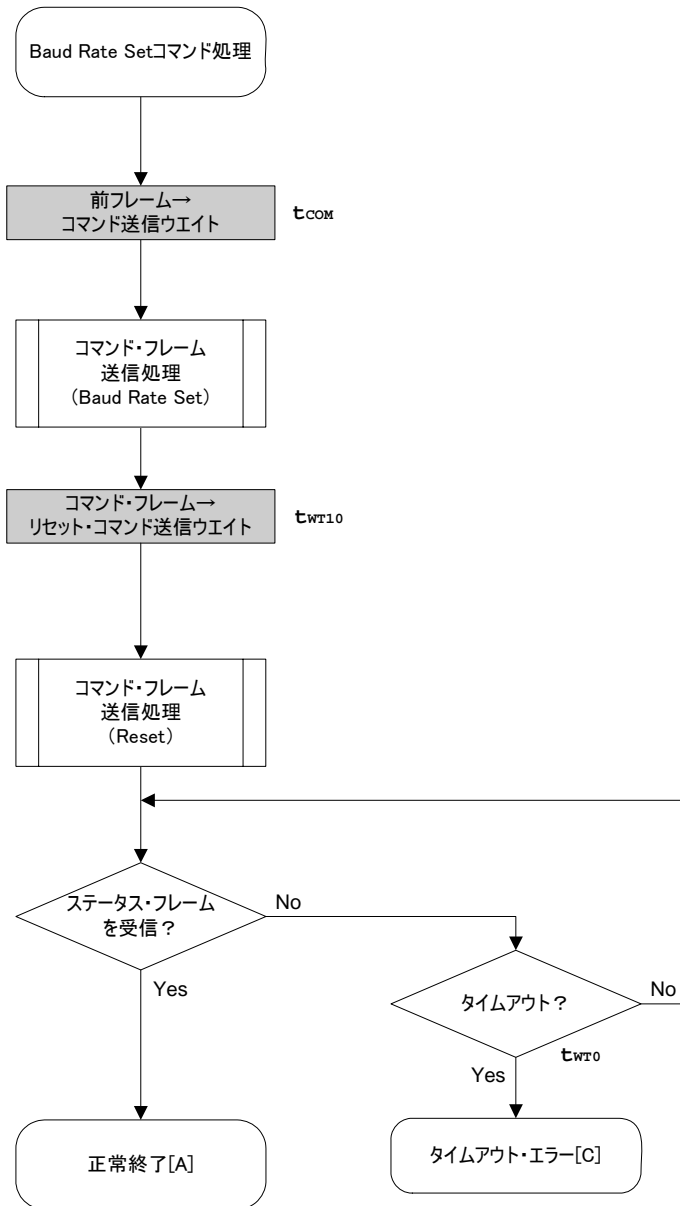 Baud Rate Setコマンド処理
前フレーム→
コマンド送信ウエイト
tCOM
コマンド・フレーム
送信処理
（Baud Rate Set）
コマンド・フレーム→
リセット・コマンド送信ウエイト
tWT10
コマンド・フレーム
送信処理
（Reset）
ステータス・フレーム
を受信？
No
Yes
タイムアウト？
No
tWT0
Yes
正常終了[A]
タイムアウト・エラー[C]